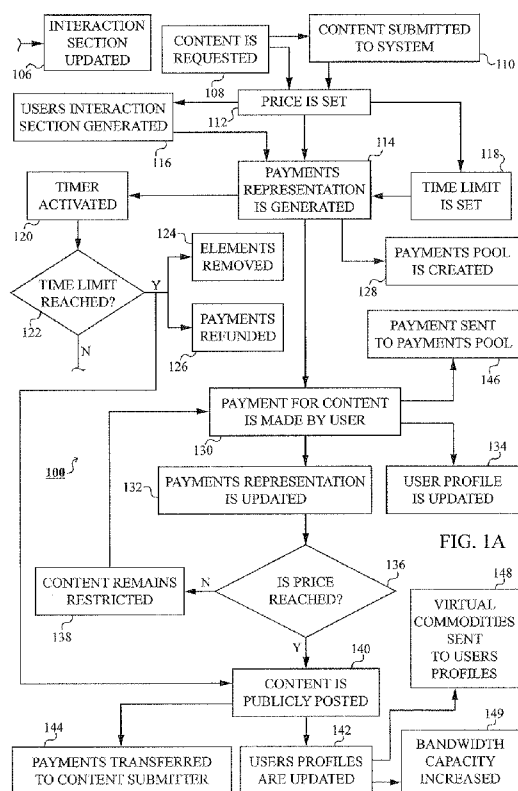 INTERACTION
SECTION
UPDATED
106
CONTENT IS
REQUESTED
108
CONTENT SUBMITTED
TO SYSTEM
110
PRICE IS SET
112
USERS INTERACTION
SECTION GENERATED
116
114
PAYMENTS
REPRESENTATION
IS GENERATED
118
TIME LIMIT
IS SET
TIMER
ACTIVATED
120
124
ELEMENTS
REMOVED
PAYMENTS POOL
IS CREATED
128
TIME LIMIT
REACHED?
122
Y
N
PAYMENTS
REFUNDED
126
PAYMENT SENT
TO PAYMENTS POOL
146
PAYMENT FOR CONTENT
IS MADE BY USER
130
100
132
PAYMENTS REPRESENTATION
IS UPDATED
134
USER PROFILE
IS UPDATED
FIG. 1A
136
IS PRICE
REACHED?
N
Y
CONTENT REMAINS
RESTRICTED
138
148
VIRTUAL
COMMODITIES
SENT
TO USERS
PROFILES
140
CONTENT IS
PUBLICLY POSTED
144
PAYMENTS TRANSFERRED
TO CONTENT SUBMITTER
142
USERS PROFILES
ARE UPDATED
149
BANDWIDTH
CAPACITY
INCREASED